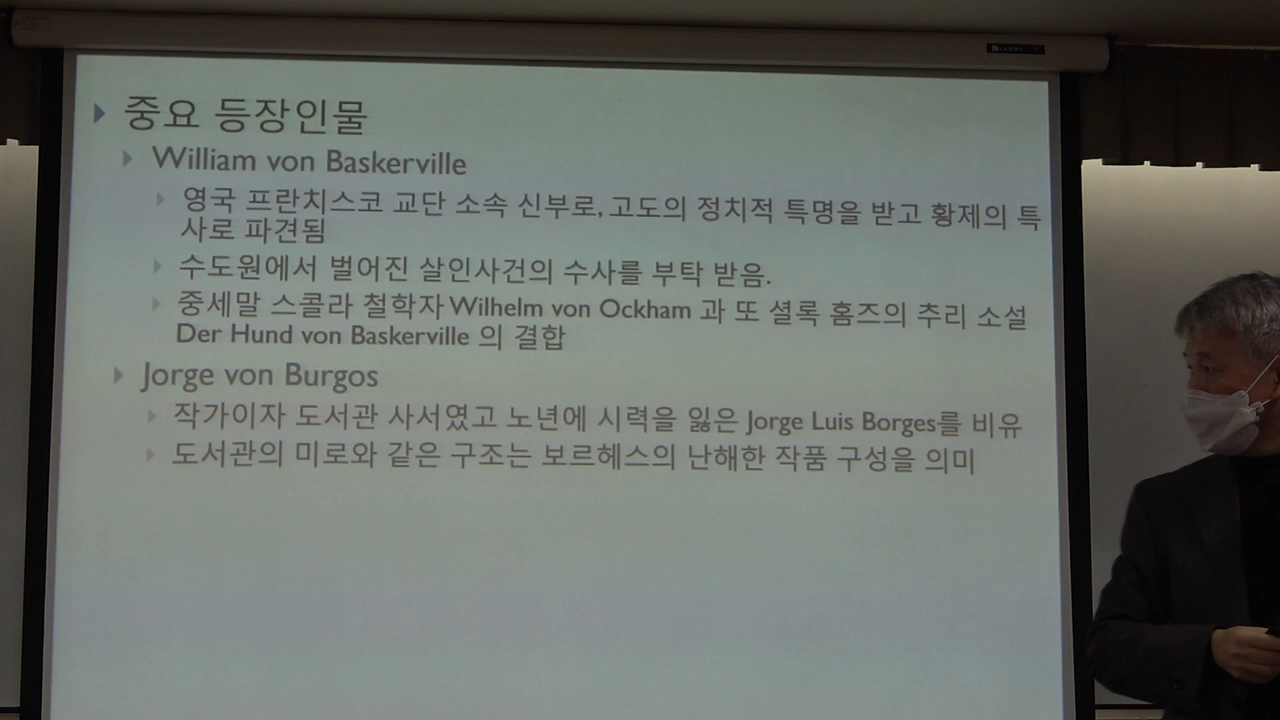 중요 등장인물
William von Baskerville
영국 프란치스코 교단 소속 신부로, 고도의 정치적 특명을 받고 황제의 특
사로 파견됨
수도원에서 벌어진 살인사건의 수사를 부탁 받음.
중세말 스콜라 철학자 Wilhelm von Ockham 과 또 셜록 홈즈의 추리 소설
Der Hund von Baskerville 의 결합
Jorge von Burgos
작가이자 도서관 사서였고 노년에 시력을 잃은 Jorge Luis Borges를 비유
도서관의 미로와 같은 구조는 보르헤스의 난해한 작품 구성을 의미